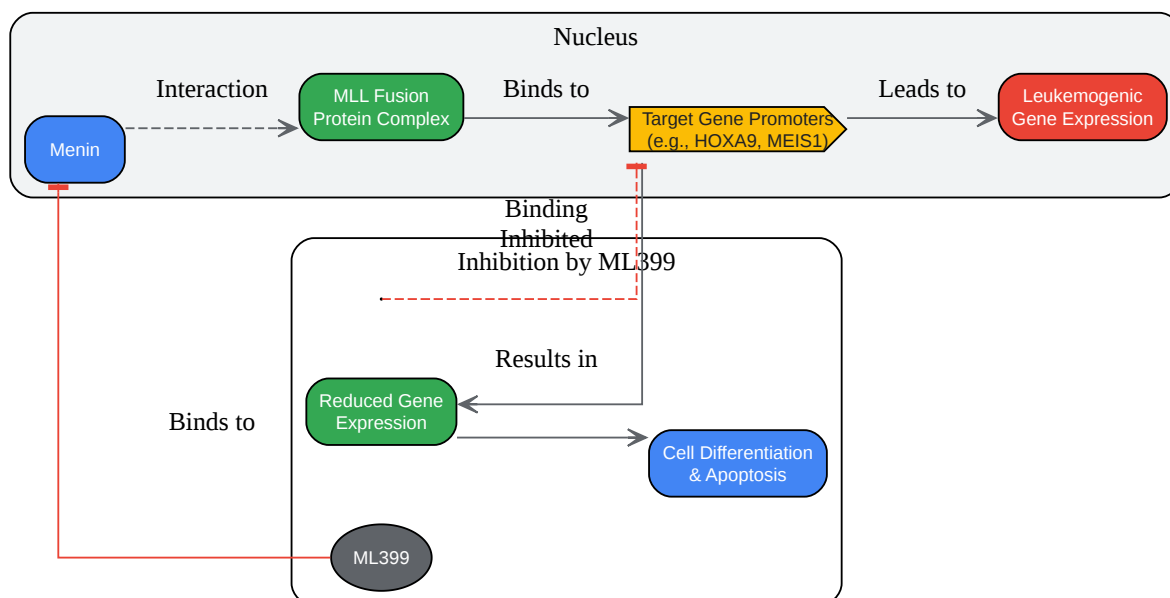 Nucleus
Interaction
MLL Fusion
Protein Complex
Binds to
Target Gene Promoters
(e.g., HOXA9, MEIS1)
Leads to
Leukemogenic
Gene Expression
Menin
Binding
Inhibited
Inhibition by ML399
Results in
Reduced Gene
Expression
Binds to
Cell Differentiation
& Apoptosis
ML399